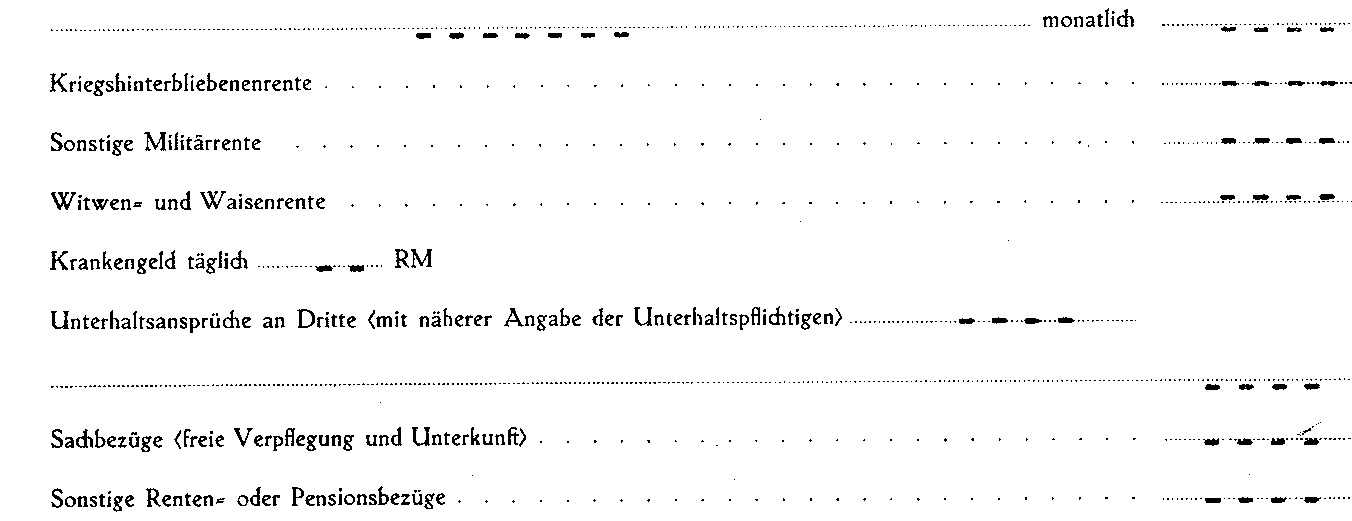 - - - - - - - monatlich - - - -
Kriegshinterbliebenenrente - - - -
Sonstige Militärrente - - - -
Witwen= und Waisenrente - - - -
Krankengeld täglich - - RM
Unterhaltsansprüche an Dritte (mit näherer Angabe der Unterhaltspflichtigen) - - - -
- - - -
Sachbezüge (freie Verpflegung und Unterkunft) - - - -
Sonstige Renten= oder Pensionsbezüge - - - -